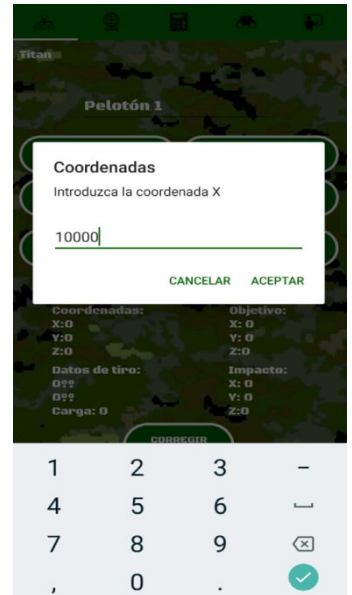 Titan
Pelotón 1
Coordenadas
Introduzca la coordenada X
10000
CANCELAR ACEPTAR
Coordenadas: Objetivo:
X:0 X: 0
Y:0 Y: 0
Z:0 Z:0
Datos de tiro: Impacto:
0⁇ X: 0
0⁇ Y: 0
Carga: 0 Z:0
CORREGIR
1 2 3 -
4 5 6
7 8 9
, 0 .